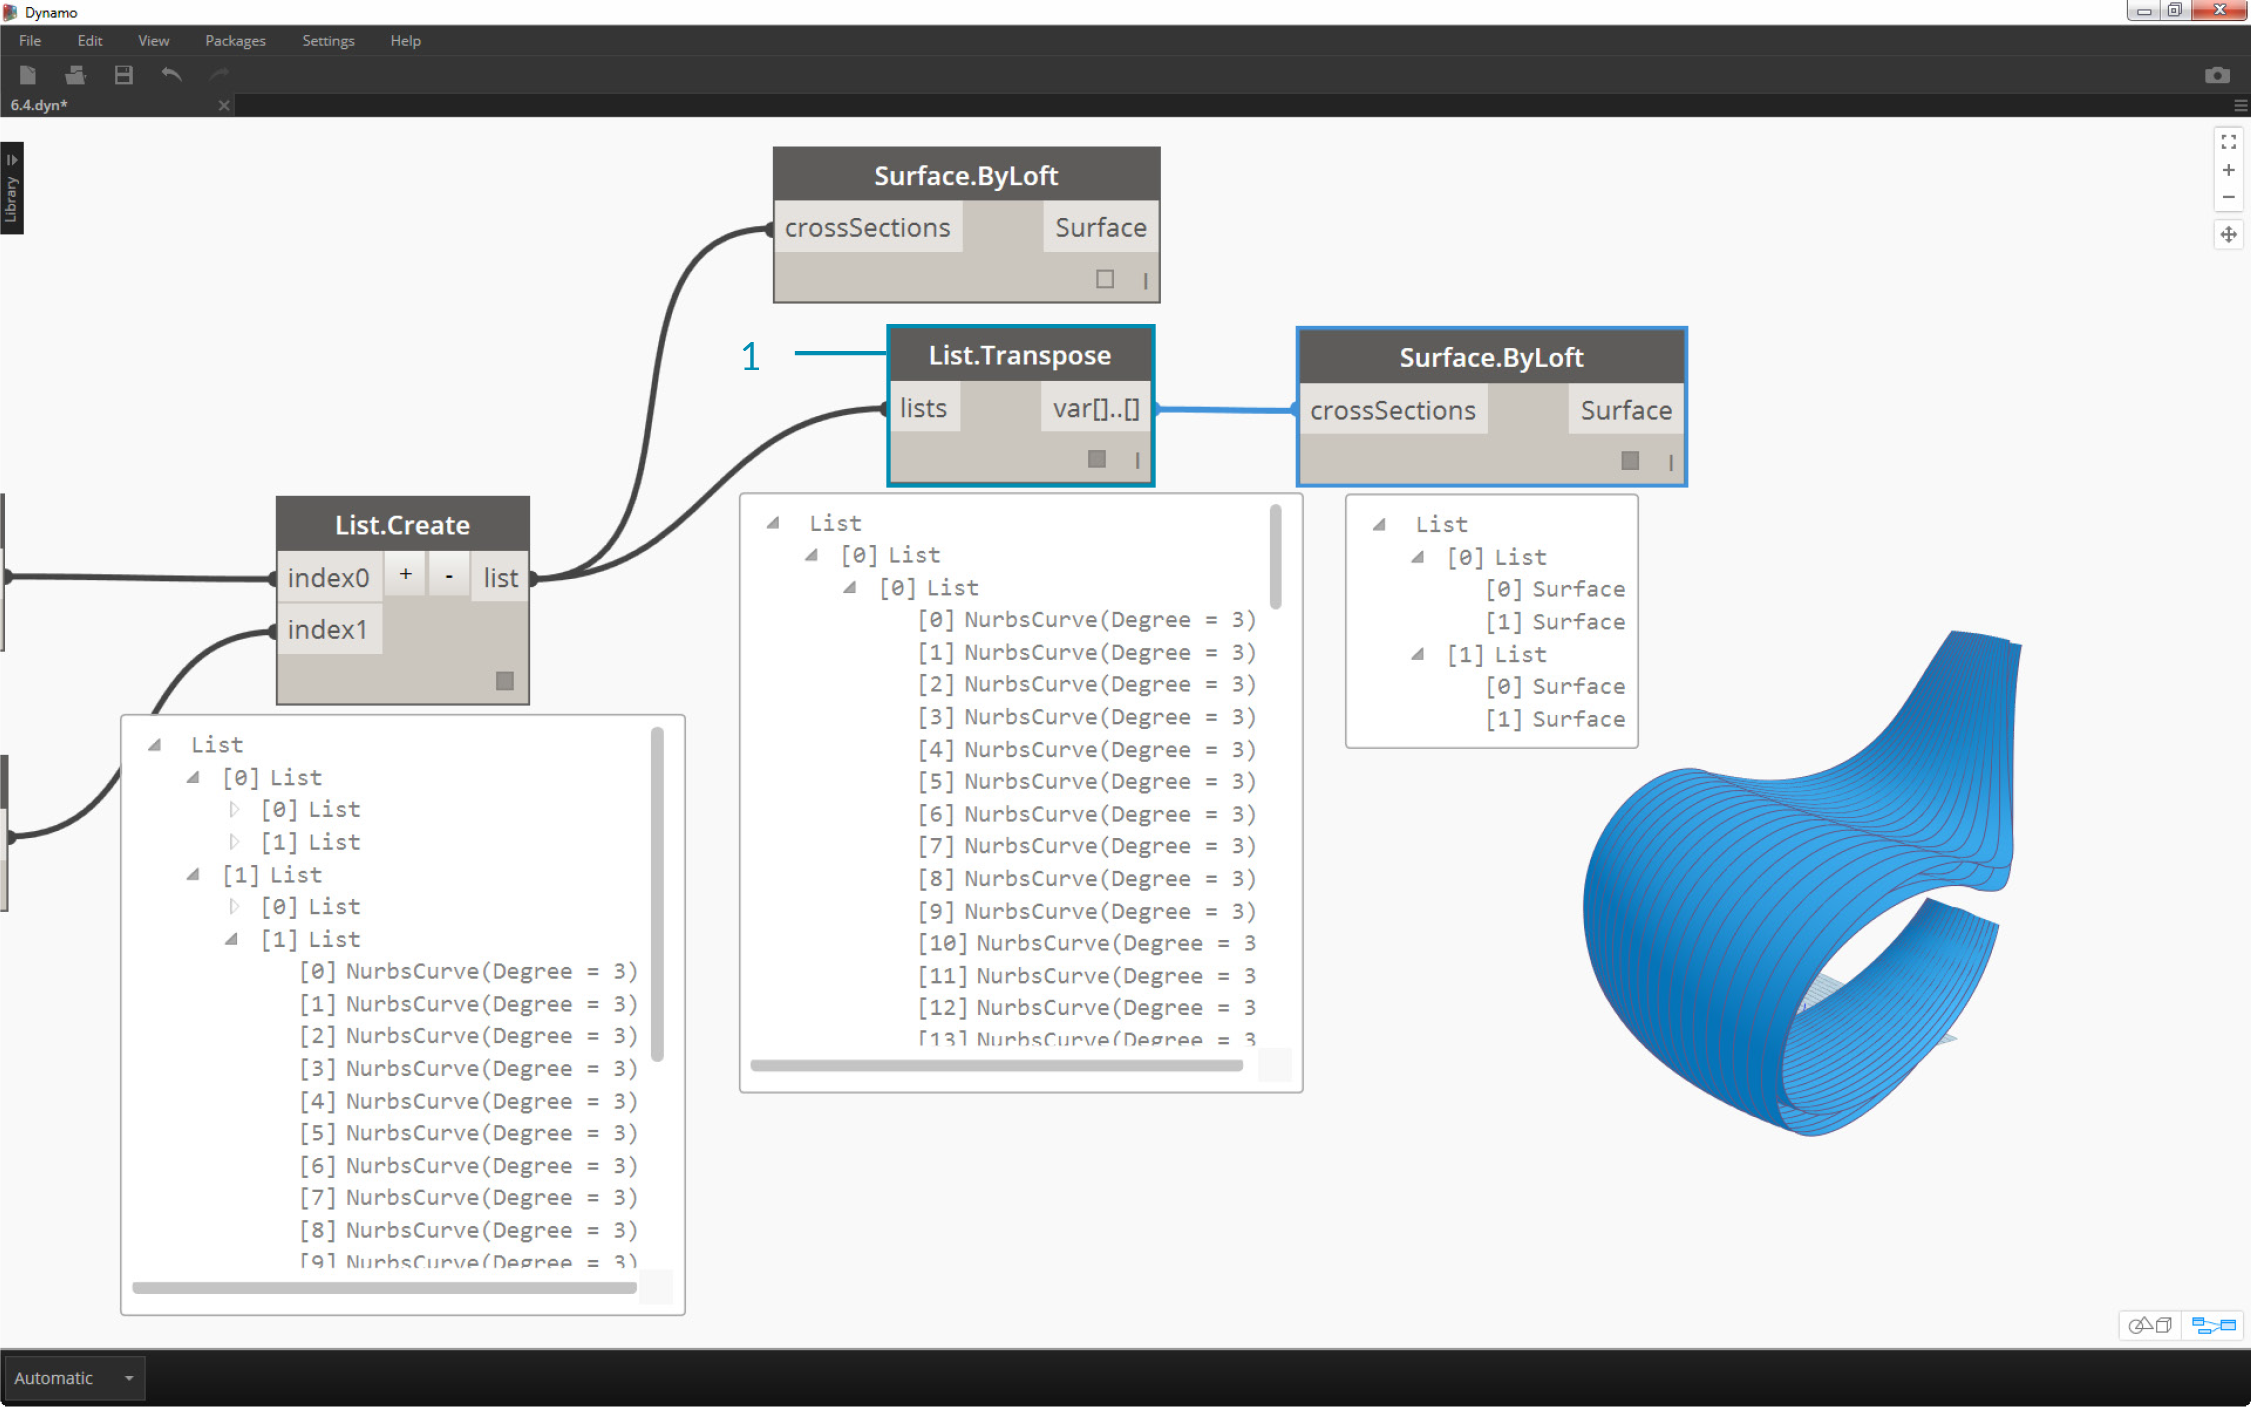 Dynamo
File Edit View Packages Settings Help
6.4.dyn*
Library
Surface.ByLoft
crossSections Surface
1
List.Transpose
lists var[]..[]
Surface.ByLoft
crossSections Surface
List.Create
index0 + - list
index1
List
[0] List
[0] List
[1] List
[1] List
[0] List
[1] List
[0] NurbsCurve(Degree = 3)
[1] NurbsCurve(Degree = 3)
[2] NurbsCurve(Degree = 3)
[3] NurbsCurve(Degree = 3)
[4] NurbsCurve(Degree = 3)
[5] NurbsCurve(Degree = 3)
[6] NurbsCurve(Degree = 3)
[7] NurbsCurve(Degree = 3)
[8] NurbsCurve(Degree = 3)
[9] NurbsCurve(Degree = 3)
List
[0] List
[0] List
[0] NurbsCurve(Degree = 3)
[1] NurbsCurve(Degree = 3)
[2] NurbsCurve(Degree = 3)
[3] NurbsCurve(Degree = 3)
[4] NurbsCurve(Degree = 3)
[5] NurbsCurve(Degree = 3)
[6] NurbsCurve(Degree = 3)
[7] NurbsCurve(Degree = 3)
[8] NurbsCurve(Degree = 3)
[9] NurbsCurve(Degree = 3)
[10] NurbsCurve(Degree = 3
[11] NurbsCurve(Degree = 3
[12] NurbsCurve(Degree = 3
[13] NurbsCurve(Degree = 3
List
[0] List
[0] Surface
[1] Surface
[1] List
[0] Surface
[1] Surface
Automatic